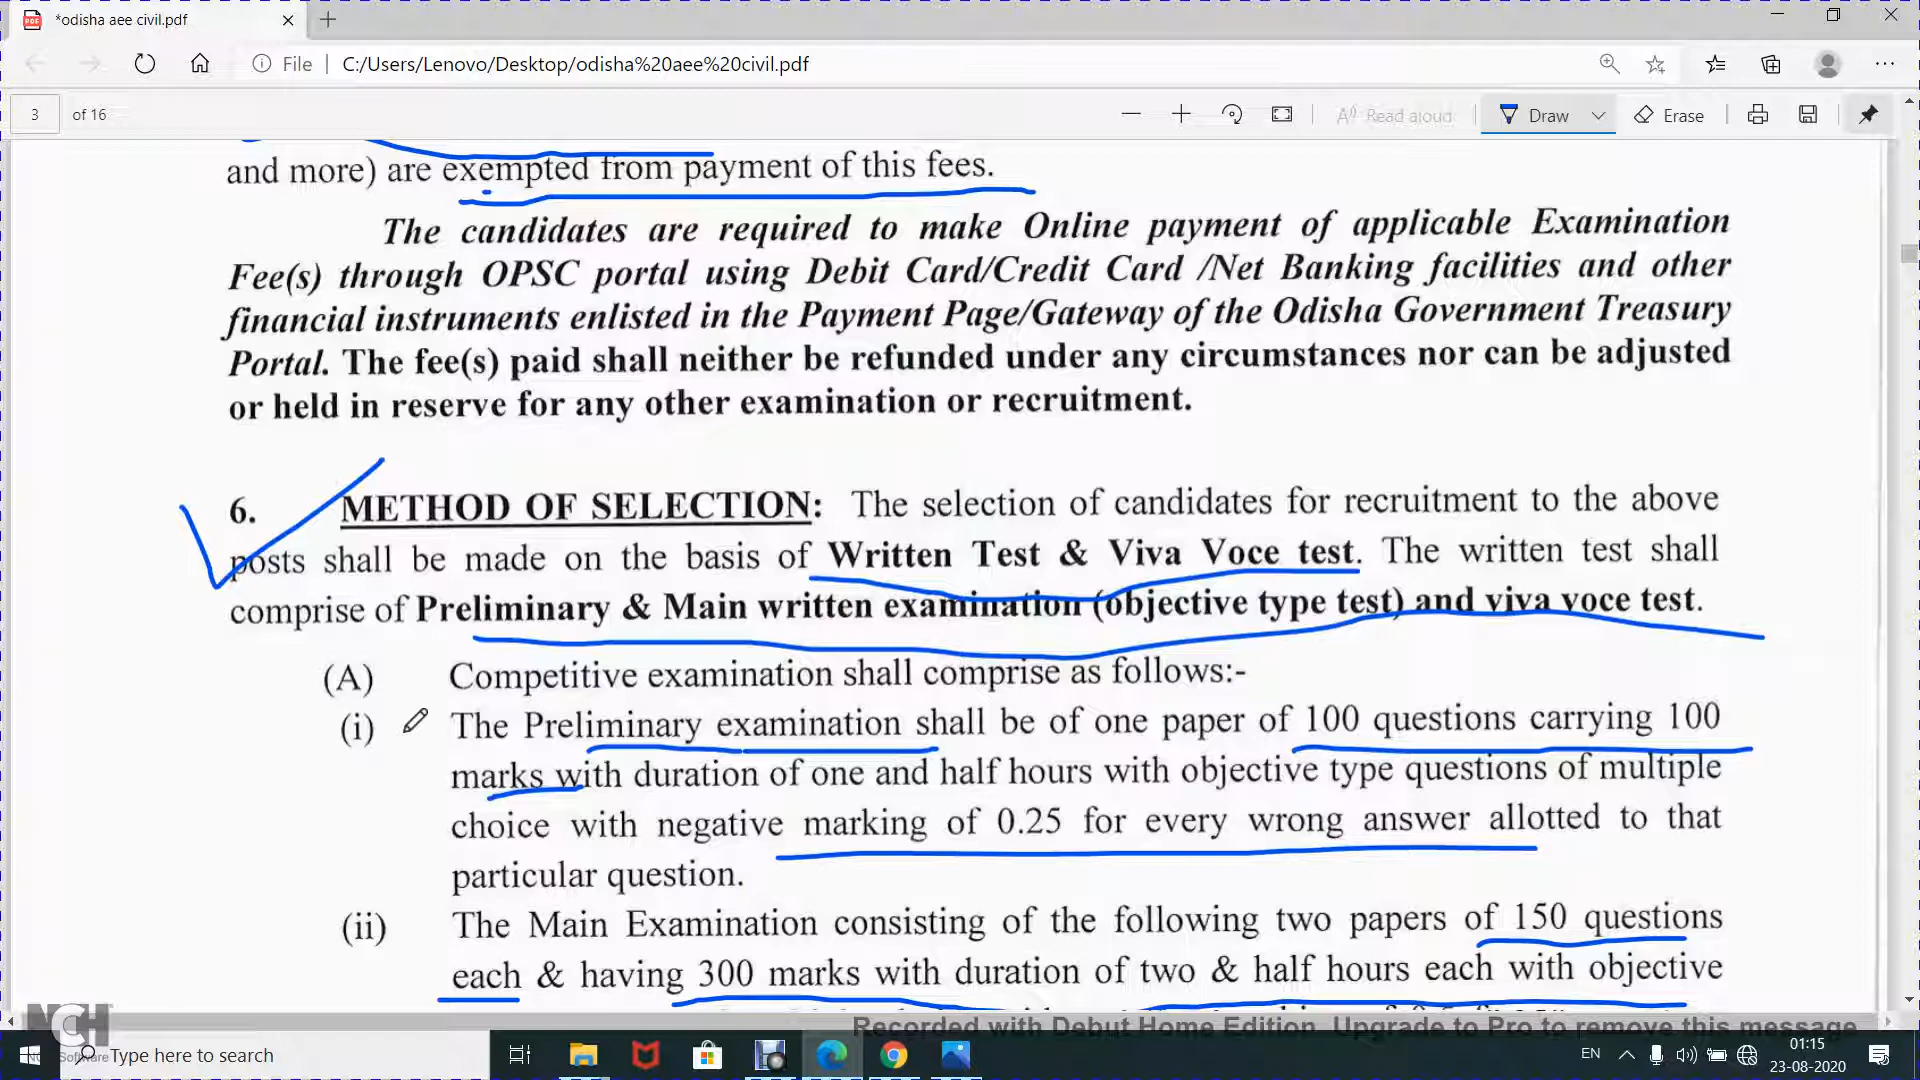 *odisha aee civil.pdf
File
C:/Users/Lenovo/Desktop/odisha%20aee%20civil.pdf
3 of 16
Read aloud
Draw
Erase
and more) are exempted from payment of this fees.
The candidates are required to make Online payment of applicable Examination
Fee(s) through OPSC portal using Debit Card/Credit Card /Net Banking facilities and other
financial instruments enlisted in the Payment Page/Gateway of the Odisha Government Treasury
Portal. The fee(s) paid shall neither be refunded under any circumstances nor can be adjusted
or held in reserve for any other examination or recruitment.
6. METHOD OF SELECTION: The selection of candidates for recruitment to the above
posts shall be made on the basis of Written Test & Viva Voce test. The written test shall
comprise of Preliminary & Main written examination (objective type test) and viva voce test.
(A) Competitive examination shall comprise as follows:-
(i) The Preliminary examination shall be of one paper of 100 questions carrying 100
marks with duration of one and half hours with objective type questions of multiple
choice with negative marking of 0.25 for every wrong answer allotted to that
particular question.
(ii) The Main Examination consisting of the following two papers of 150 questions
each & having 300 marks with duration of two & half hours each with objective
NCH
Software
Recorded with Debut Home Edition. Upgrade to Pro to remove this message
Type here to search
EN
01:15
23-08-2020